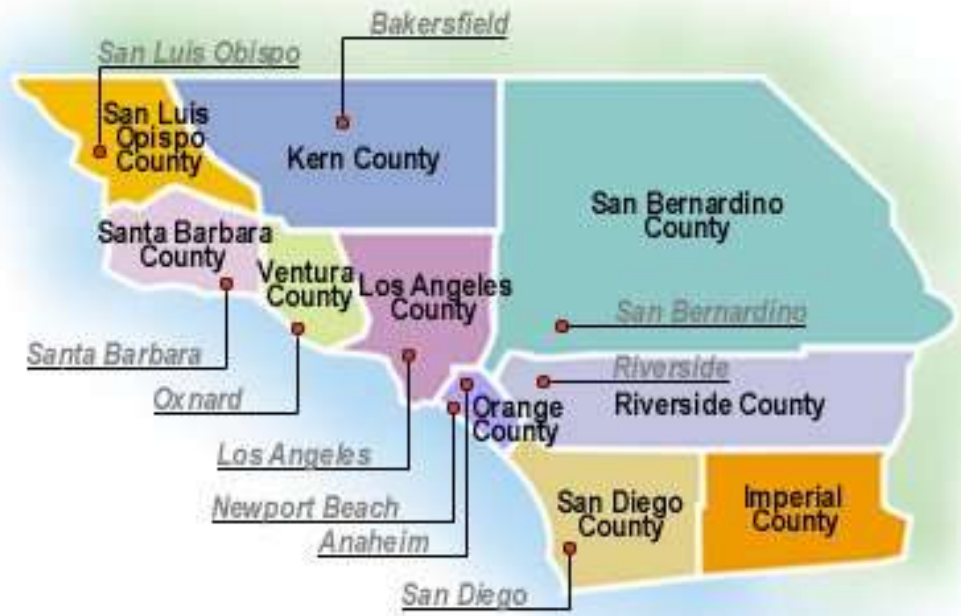 Bakersfield
San Luis Obispo
San Luis
Opispo
County
Kern County
San Bernardino
County
Santa Barbara
County
Ventura
County
Los Angeles
County
San Bernardino
Santa Barbara
Riverside
Oxnard
Orange
County
Riverside County
Los Angeles
Newport Beach
Anaheim
San Diego
County
Imperial
County
San Diego